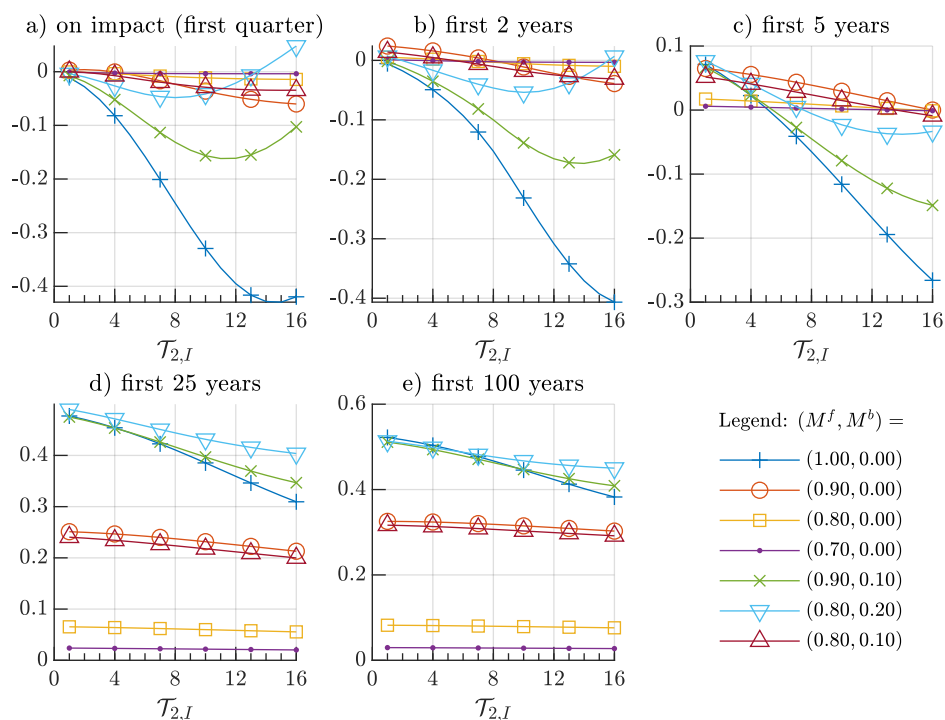 a) on impact (first quarter)
0
-0.1
-0.2
-0.3
-0.4
0 4 8 12 16
𝒯2,I
b) first 2 years
0
-0.1
-0.2
-0.3
-0.4
0 4 8 12 16
𝒯2,I
c) first 5 years
0.1
0
-0.1
-0.2
-0.3
0 4 8 12 16
𝒯2,I
d) first 25 years
0.4
0.2
0
0 4 8 12 16
𝒯2,I
e) first 100 years
0.6
0.4
0.2
0
0 4 8 12 16
𝒯2,I
Legend: (M^f, M^b) =
(1.00, 0.00)
(0.90, 0.00)
(0.80, 0.00)
(0.70, 0.00)
(0.90, 0.10)
(0.80, 0.20)
(0.80, 0.10)